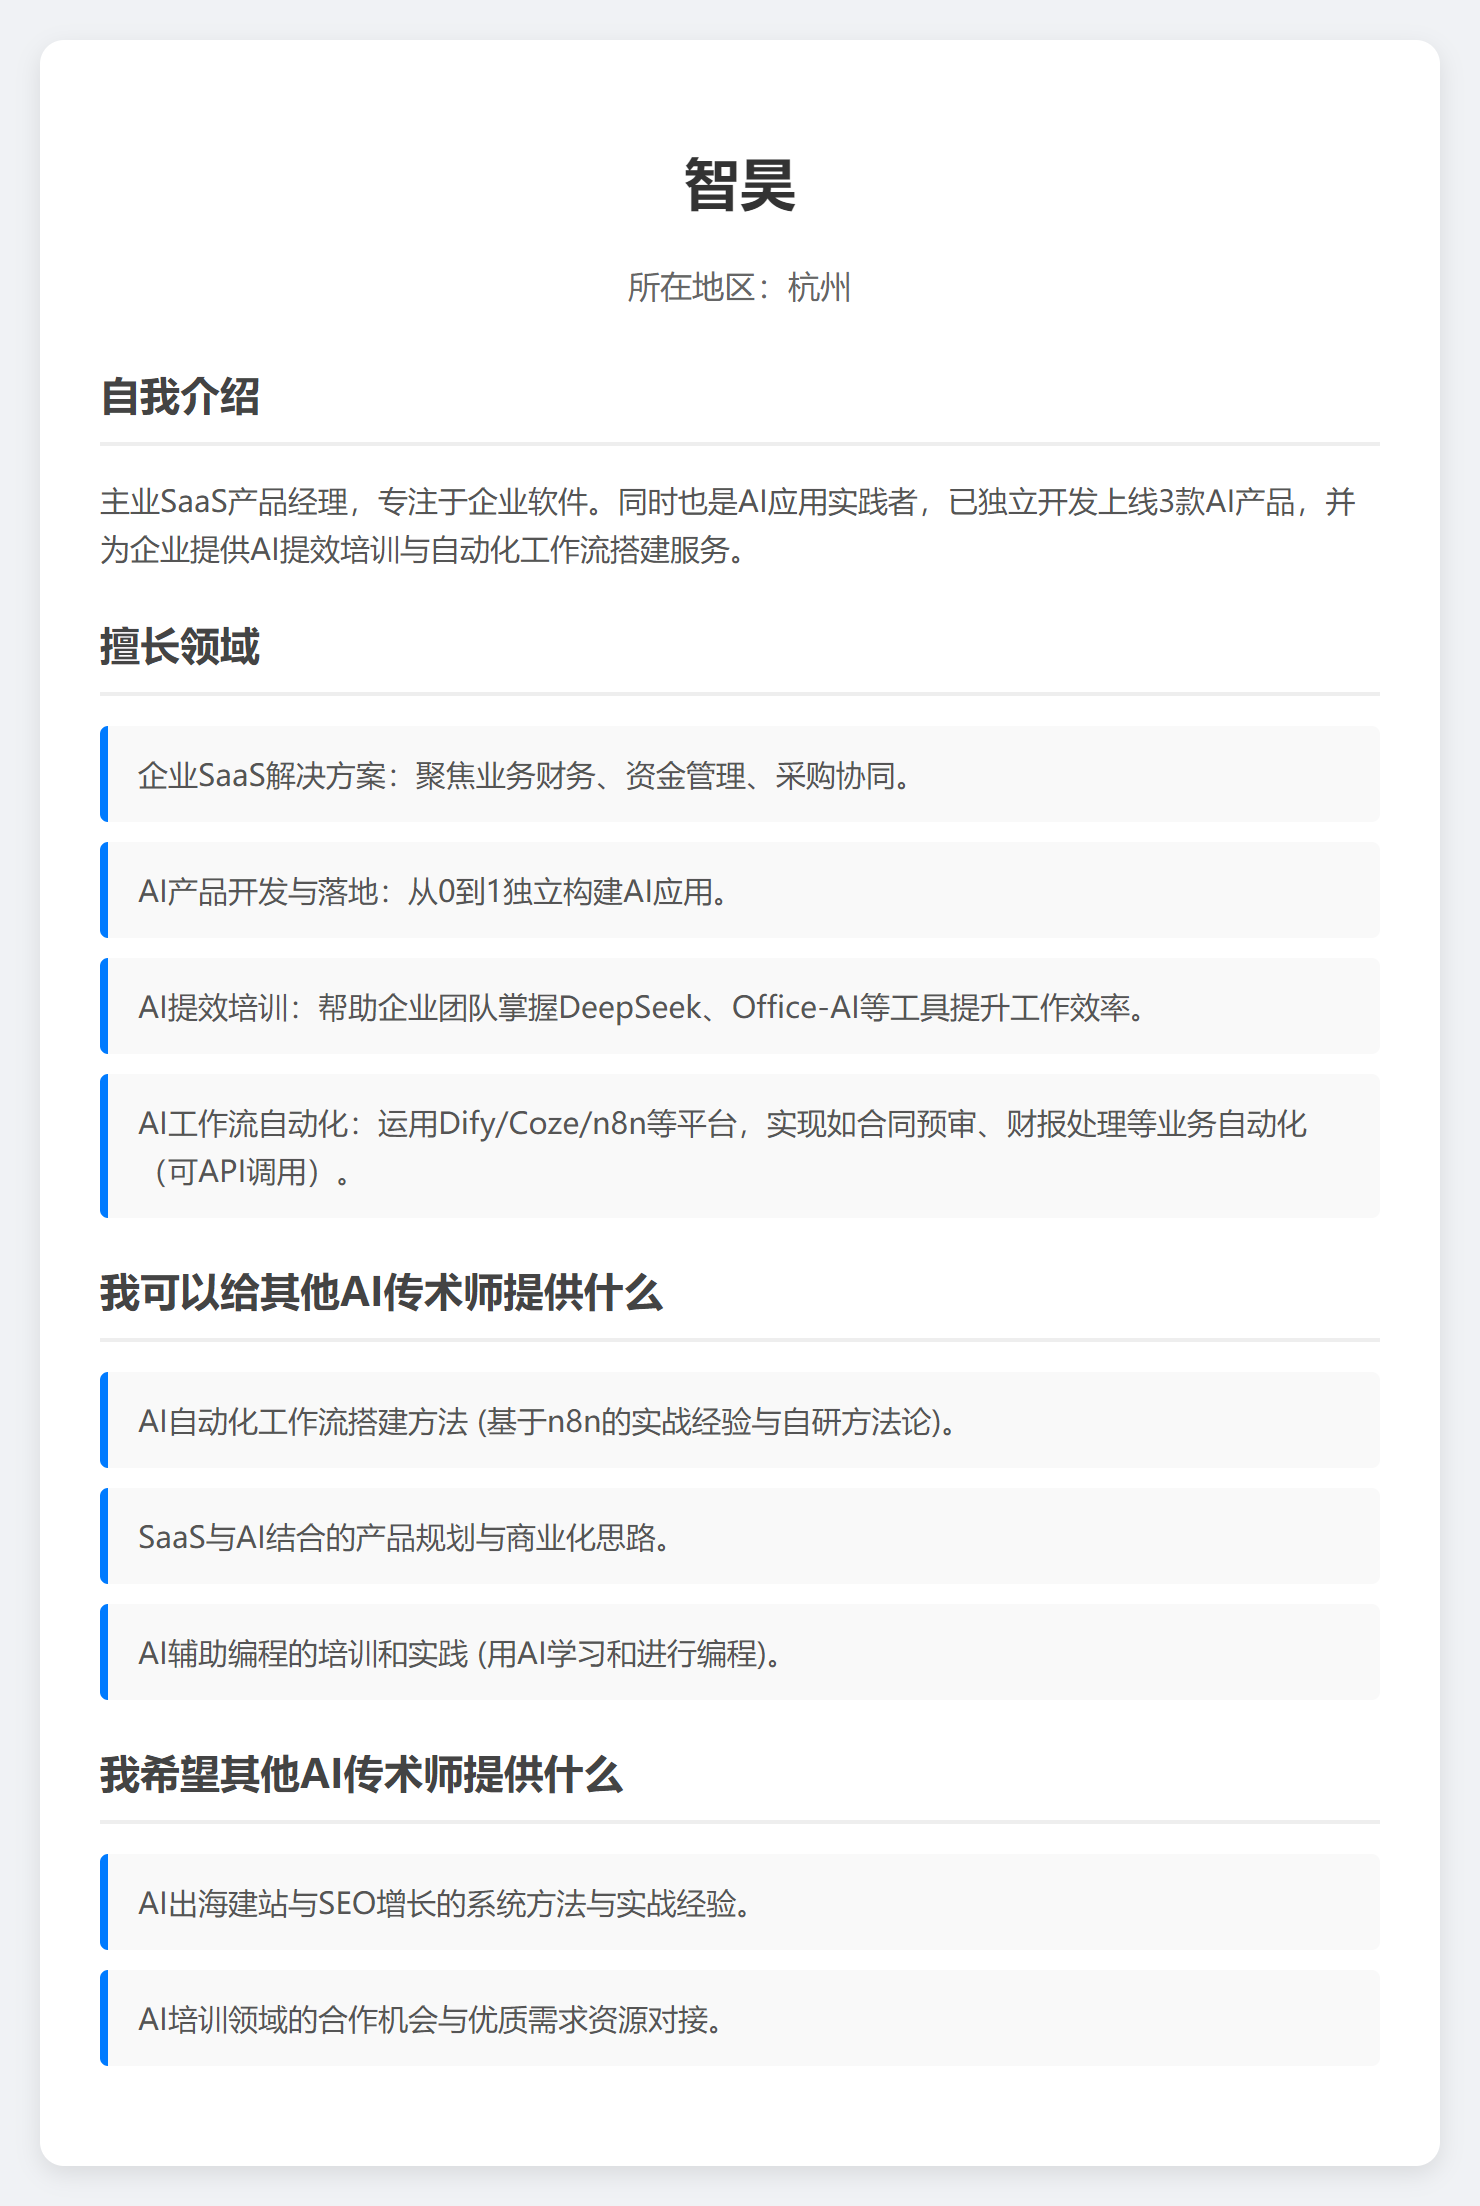 智昊
所在地区：杭州
自我介绍
主业SaaS产品经理，专注于企业软件。同时也是AI应用实践者，已独立开发上线3款AI产品，并
为企业提供AI提效培训与自动化工作流搭建服务。
擅长领域
企业SaaS解决方案：聚焦业务财务、资金管理、采购协同。
AI产品开发与落地：从0到1独立构建AI应用。
AI提效培训：帮助企业团队掌握DeepSeek、Office-AI等工具提升工作效率。
AI工作流自动化：运用Dify/Coze/n8n等平台，实现如合同预审、财报处理等业务自动化
（可API调用）。
我可以给其他AI传术师提供什么
AI自动化工作流搭建方法 (基于n8n的实战经验与自研方法论)。
SaaS与AI结合的产品规划与商业化思路。
AI辅助编程的培训和实践 (用AI学习和进行编程)。
我希望其他AI传术师提供什么
AI出海建站与SEO增长的系统方法与实战经验。
AI培训领域的合作机会与优质需求资源对接。